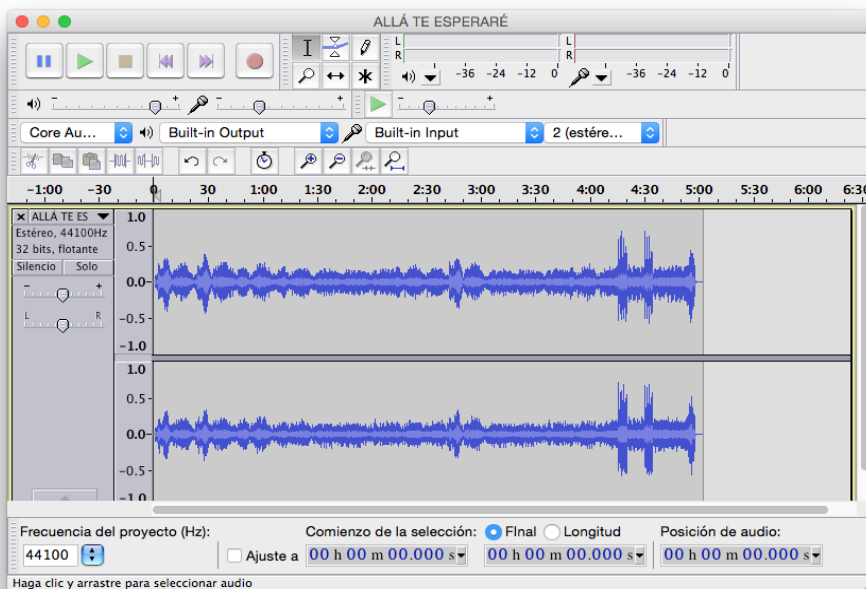 ALLÁ TE ESPERARÉ
L
R
-36 -24 -12 0
L
R
-36 -24 -12 0
- +
- +
- +
Core Au... Built-in Output Built-in Input 2 (estére...
-1:00 -30 0 30 1:00 1:30 2:00 2:30 3:00 3:30 4:00 4:30 5:00 5:30 6:00 6:30
ALLÁ TE ES
Estéreo, 44100Hz
32 bits, flotante
Silencio Solo
- +
L R
1.0
0.5
0.0
-0.5
-1.0
1.0
0.5
0.0
-0.5
-1.0
Frecuencia del proyecto (Hz): Comienzo de la selección: FInal Longitud Posición de audio:
44100 Ajuste a 00 h 00 m 00.000 s 00 h 00 m 00.000 s 00 h 00 m 00.000 s
Haga clic y arrastre para seleccionar audio